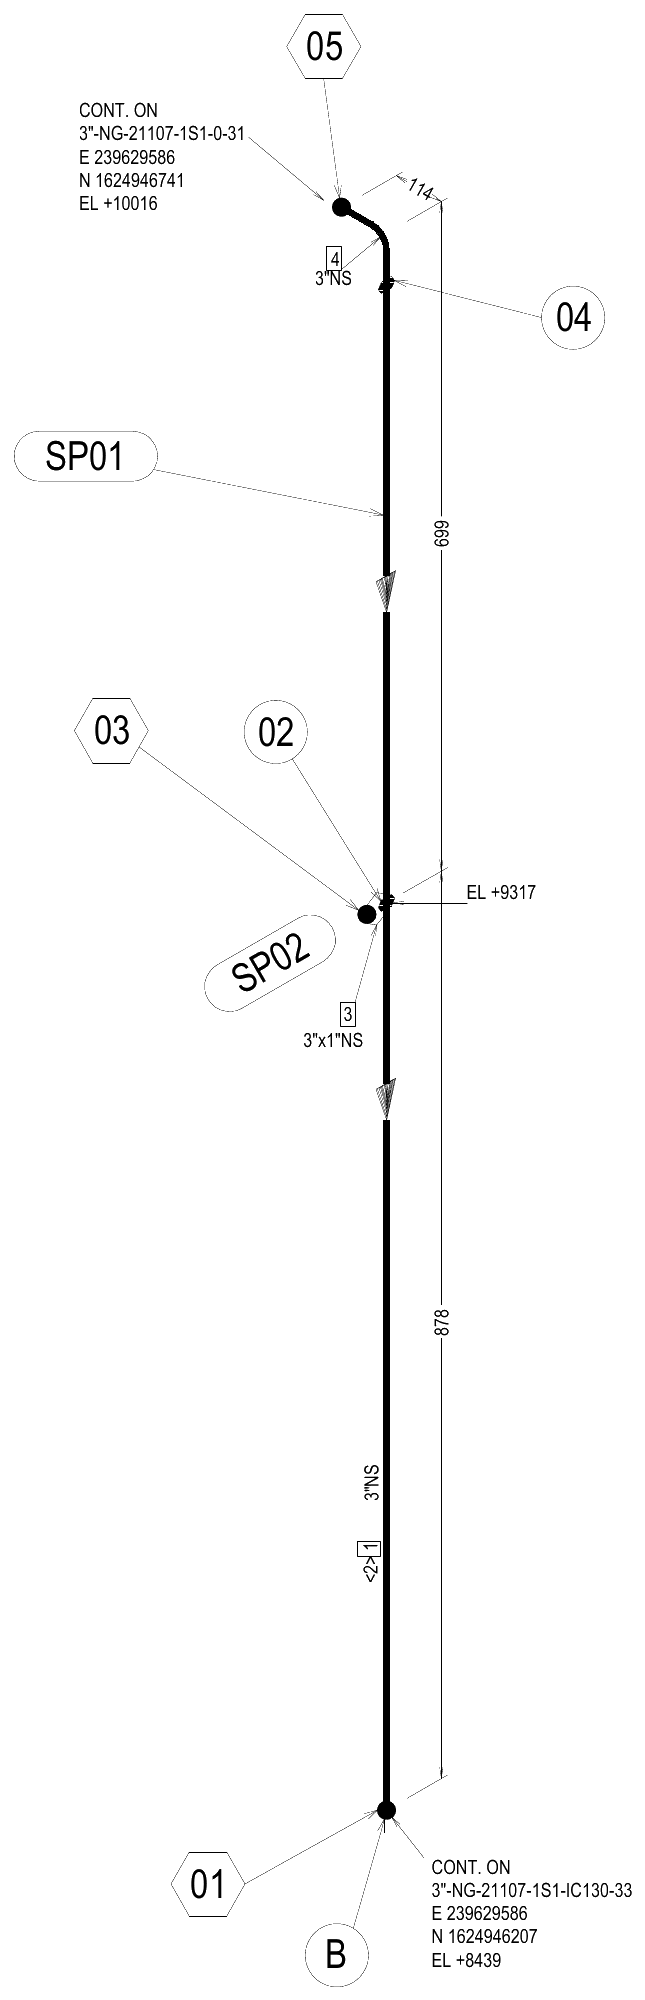 05
CONT. ON
3"-NG-21107-1S1-0-31
E 239629586
N 1624946741
EL +10016
114
4
3"NS
04
SP01
699
03
02
EL +9317
SP02
3
3"x1"NS
878
3"NS
<2> 1
01
CONT. ON
3"-NG-21107-1S1-IC130-33
E 239629586
N 1624946207
EL +8439
B